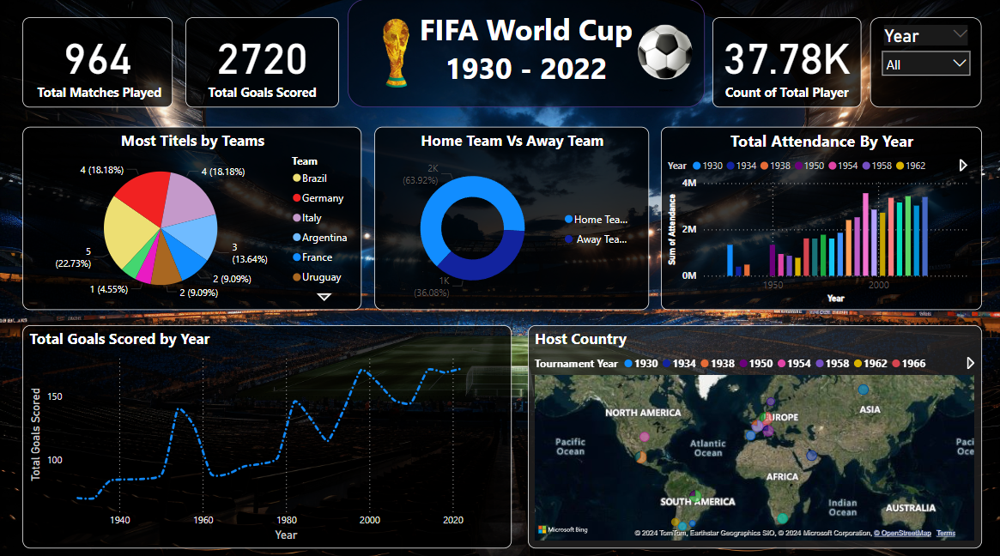 964
Total Matches Played
2720
Total Goals Scored
FIFA World Cup
1930 - 2022
37.78K
Count of Total Player
Year
All
Most Titels by Teams
4 (18.18%)
4 (18.18%)
3
(13.64%)
2 (9.09%)
2 (9.09%)
1 (4.55%)
5
(22.73%)
Team
Brazil
Germany
Italy
Argentina
France
Uruguay
Home Team Vs Away Team
2K
(63.92%)
1K
(36.08%)
Home Tea...
Away Tea...
Total Attendance By Year
Year 1930 1934 1938 1950 1954 1958 1962
Sum of Attendance
4M
2M
0M
1950 2000
Year
Total Goals Scored by Year
Total Goals Scored
150
100
1940 1960 1980 2000 2020
Year
Host Country
Tournament Year 1930 1934 1938 1950 1954 1958 1962 1966
NORTH AMERICA
EUROPE
ASIA
Pacific
Ocean
Atlantic
Ocean
Paci
Oce
AFRICA
SOUTH AMERICA
Indian
Ocean
AUSTRALIA
Microsoft Bing
© 2024 TomTom, Earthstar Geographics SIO, © 2024 Microsoft Corporation, © OpenStreetMap Terms